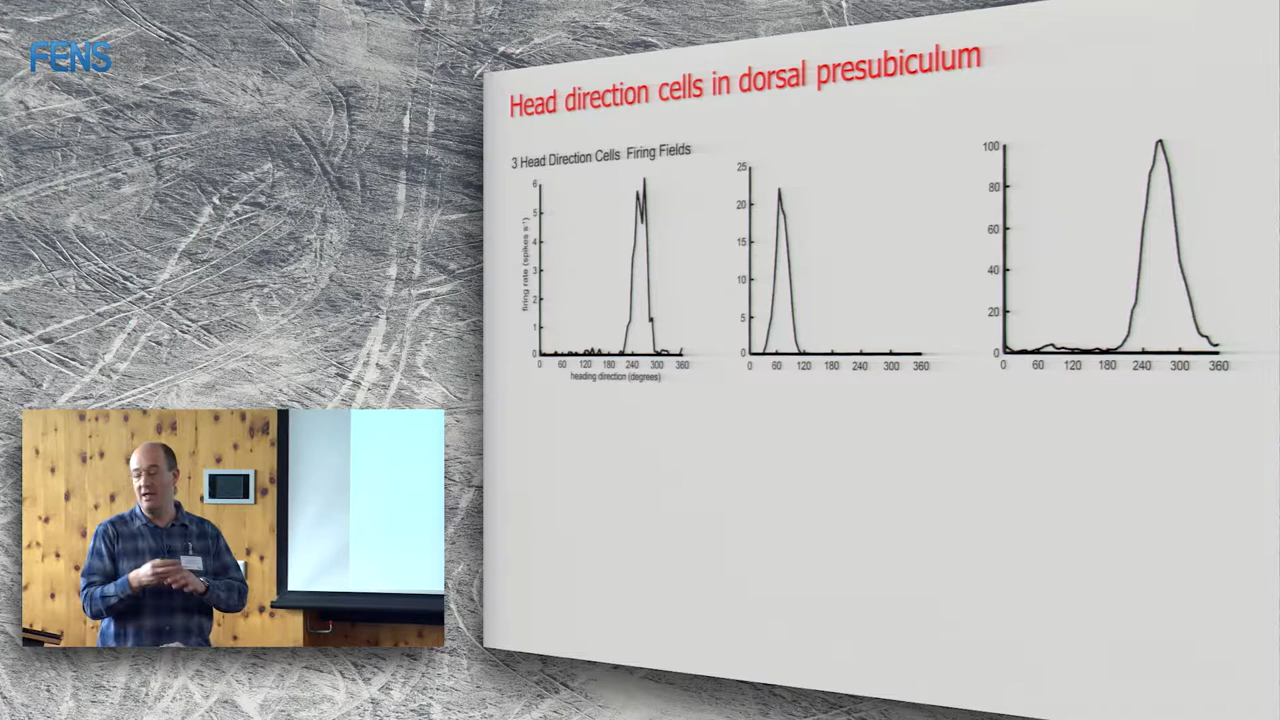 FENS
Head direction cells in dorsal presubiculum
3 Head Direction Cells Firing Fields
firing rate (spikes s⁻¹)
6
5
4
3
2
1
0
0 60 120 180 240 300 360
heading direction (degrees)
25
20
15
10
5
0
0 60 120 180 240 300 360
100
80
60
40
20
0
0 60 120 180 240 300 360